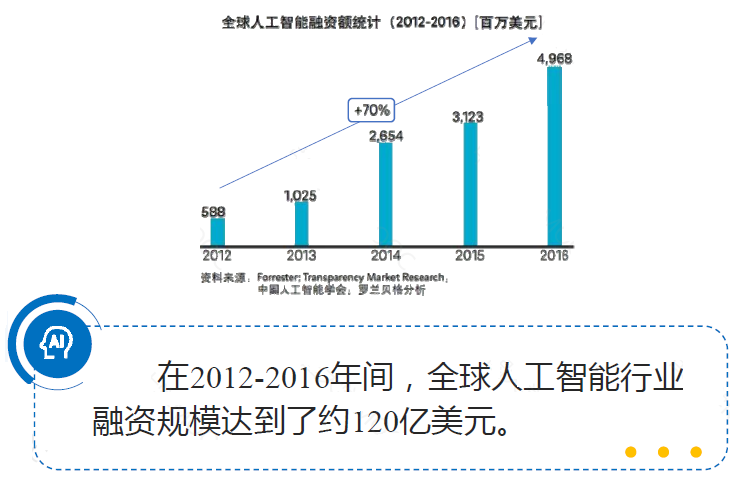 全球人工智能融资额统计（2012-2016）[百万美元]
4,968
+70%
3,123
2,654
1,025
588
2012 2013 2014 2015 2016
资料来源：Forrester; Transparency Market Research;
中国人工智能学会；罗兰贝格分析
AI
在2012-2016年间，全球人工智能行业
融资规模达到了约120亿美元。